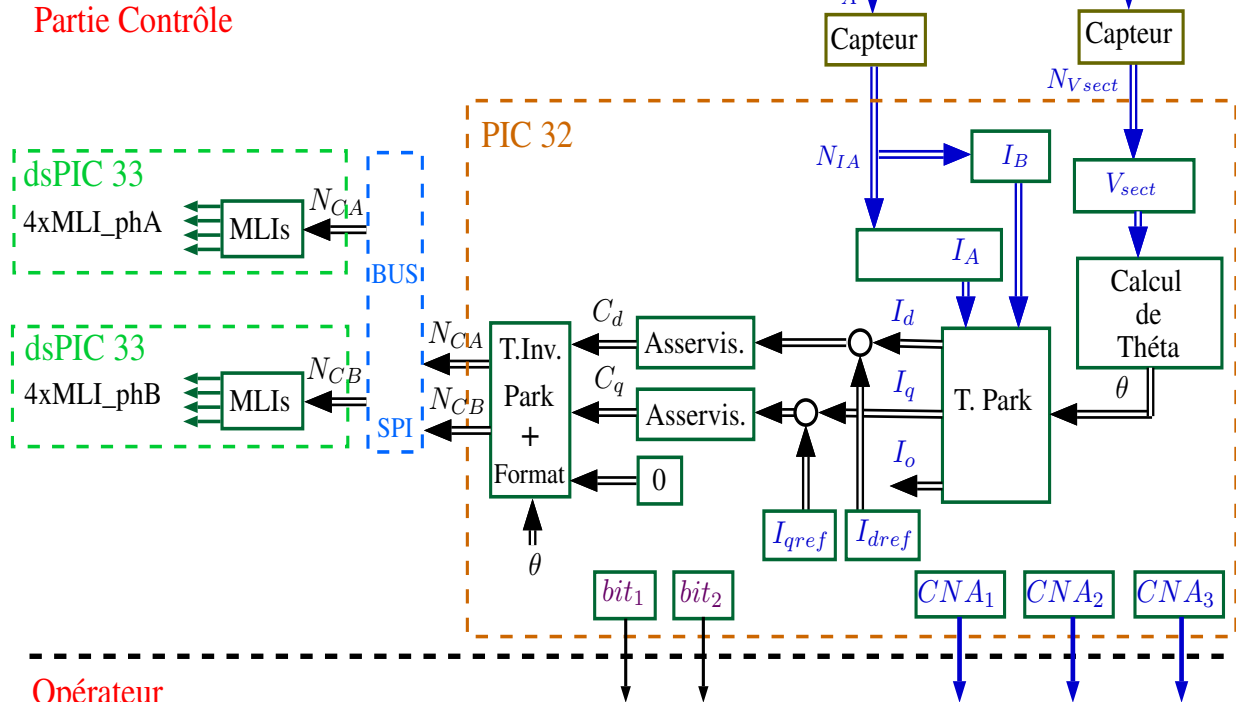 Partie Contrôle
A
Capteur
Capteur
N_{Vsect}
PIC 32
N_{IA}
I_B
V_{sect}
dsPIC 33
N_{CA}
4xMLI_phA
MLIs
BUS
I_A
Calcul
de
Théta
C_d
I_d
N_{CA}
T.Inv.
Asservis.
dsPIC 33
N_{CB}
4xMLI_phB
MLIs
C_q
I_q
θ
N_{CB}
Park
Asservis.
T. Park
SPI
+
I_o
Format
0
I_{qref}
I_{dref}
θ
bit_1
bit_2
CNA_1
CNA_2
CNA_3
Opérateur